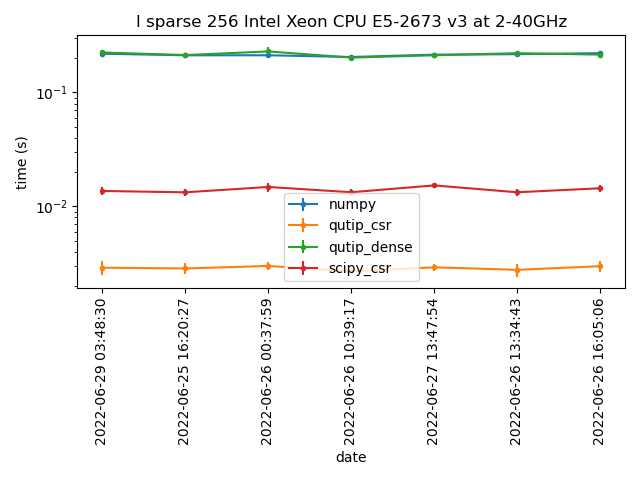 l sparse 256 Intel Xeon CPU E5-2673 v3 at 2-40GHz
time (s)
10⁻¹
10⁻²
numpy
qutip_csr
qutip_dense
scipy_csr
2022-06-29 03:48:30
2022-06-25 16:20:27
2022-06-26 00:37:59
2022-06-26 10:39:17
2022-06-27 13:47:54
2022-06-26 13:34:43
2022-06-26 16:05:06
date